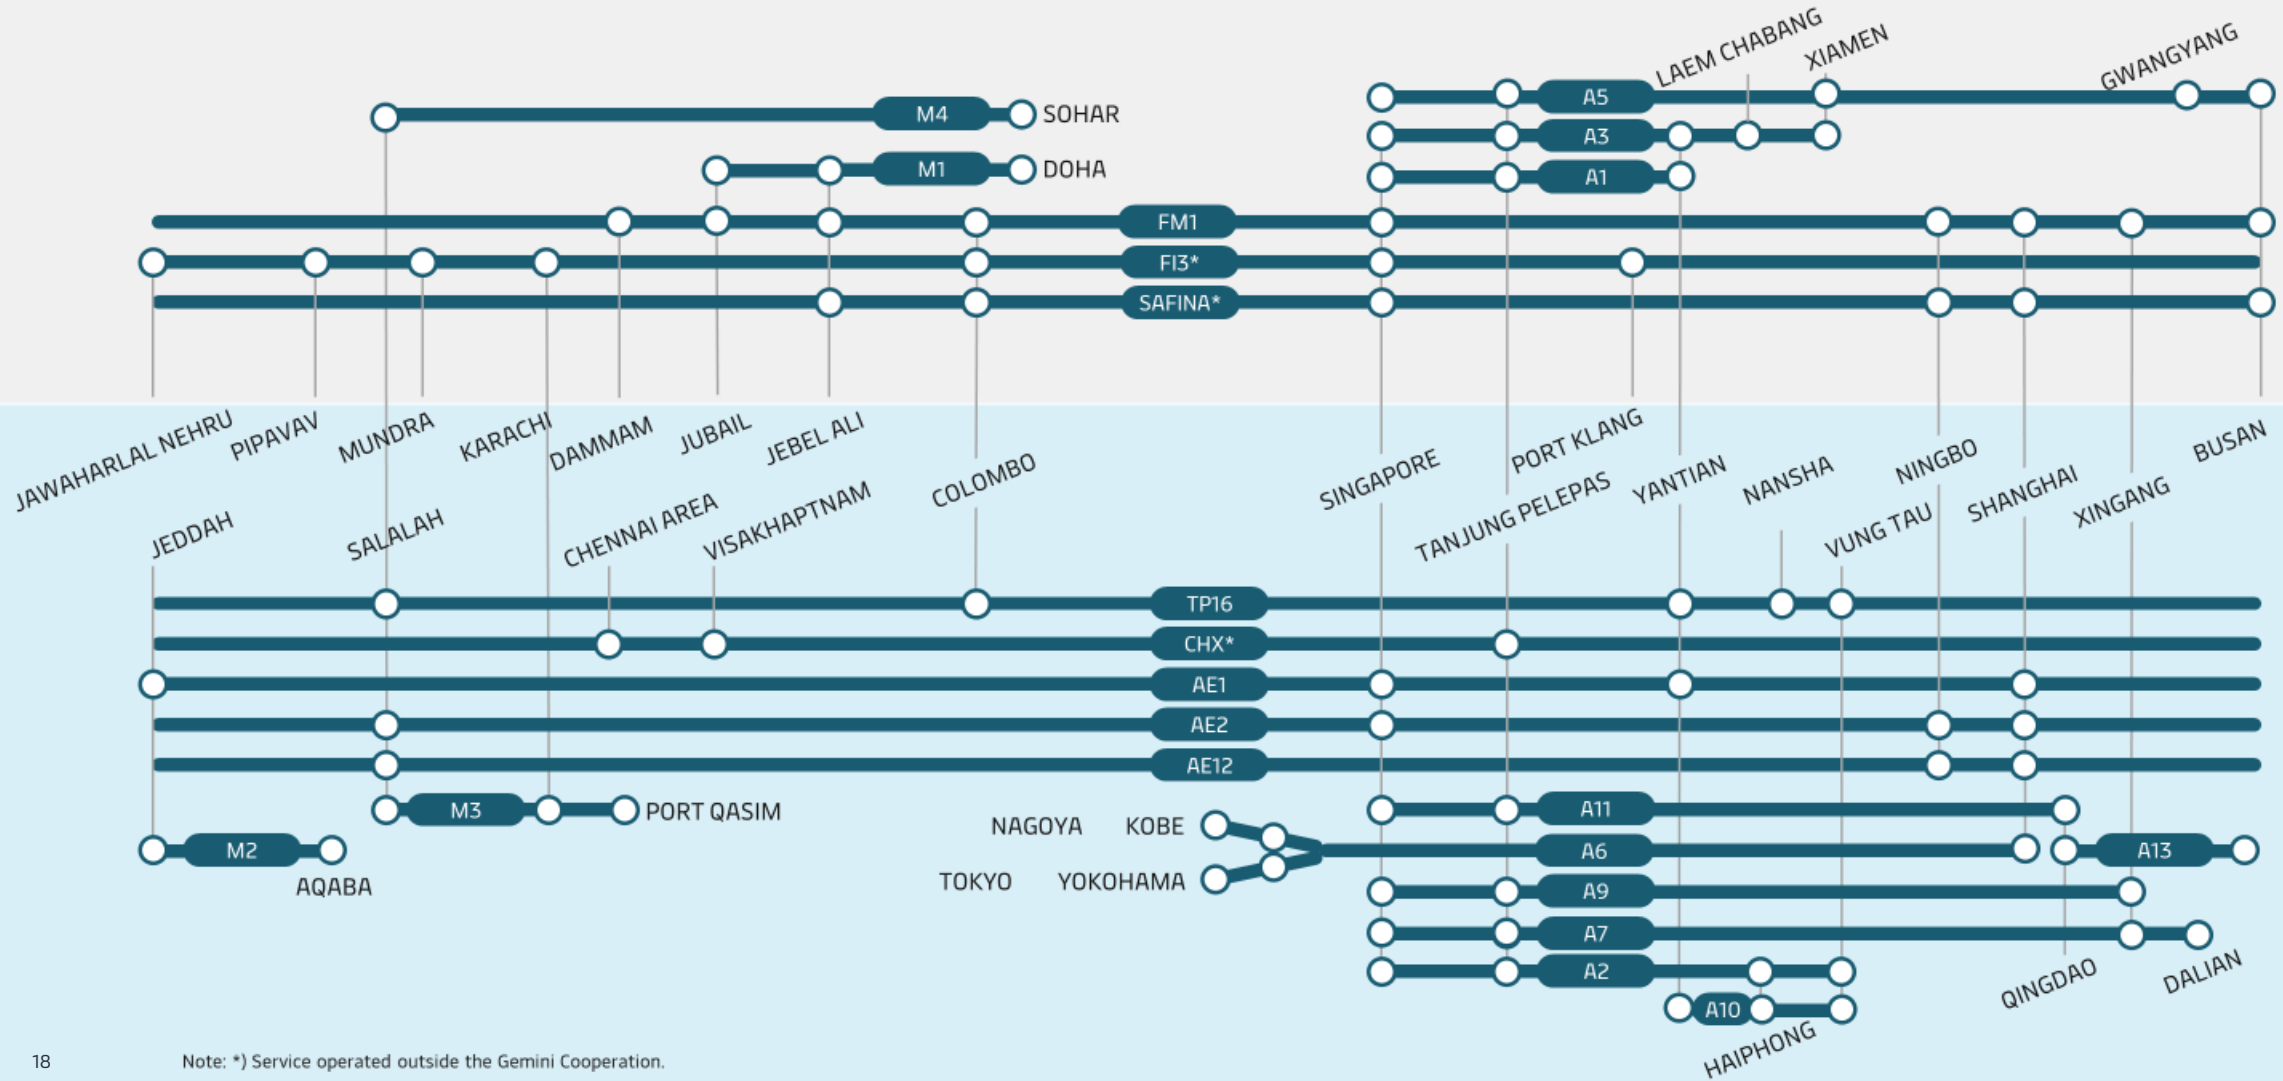 LAEM CHABANG
XIAMEN
GWANGYANG
A5
M4
SOHAR
A3
M1
DOHA
A1
FM1
FI3*
SAFINA*
JAWAHARLAL NEHRU
PIPAVAV
MUNDRA
KARACHI
DAMMAM
JUBAIL
JEBEL ALI
COLOMBO
SINGAPORE
PORT KLANG
TANJUNG PELEPAS
YANTIAN
NANSHA
NINGBO
VUNG TAU
SHANGHAI
XINGANG
BUSAN
JEDDAH
SALALAH
CHENNAI AREA
VISAKHAPTNAM
TP16
CHX*
AE1
AE2
AE12
M3
PORT QASIM
A11
NAGOYA KOBE
M2
A6
A13
AQABA
TOKYO YOKOHAMA
A9
A7
A2
QINGDAO
DALIAN
A10
HAIPHONG
18
Note: *) Service operated outside the Gemini Cooperation.